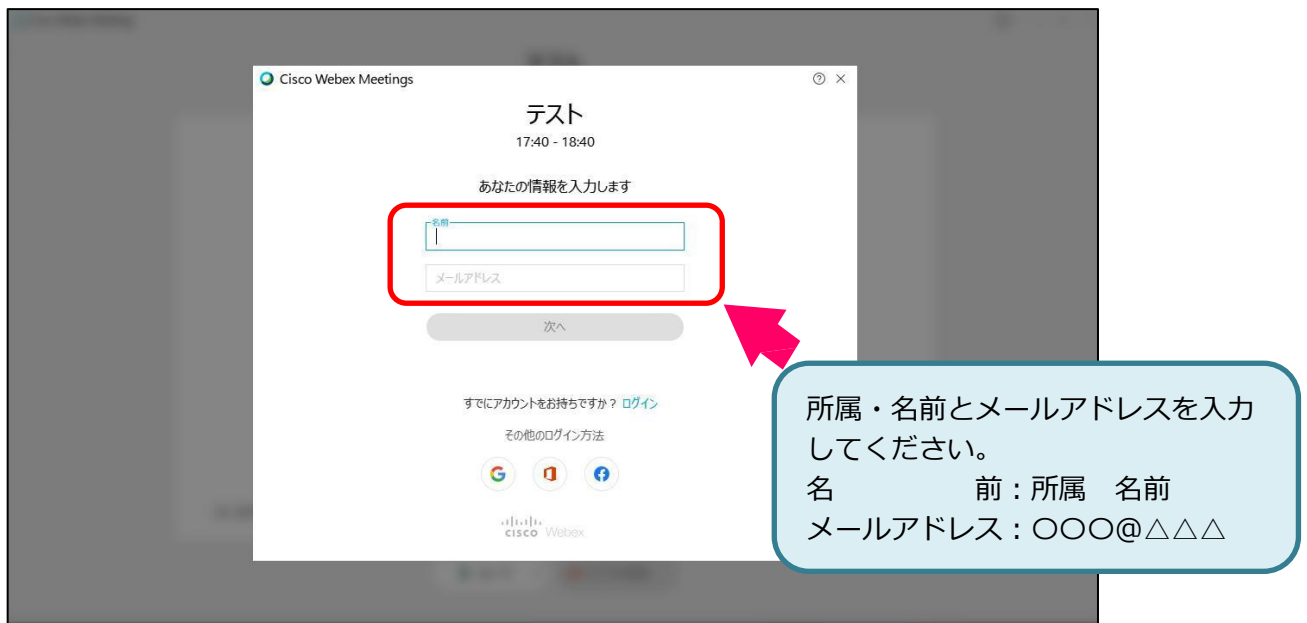 Cisco Webex Meetings
テスト
17:40 - 18:40
あなたの情報を入力します
名前
メールアドレス
次へ
すでにアカウントをお持ちですか？ ログイン
その他のログイン方法
cisco Webex
所属・名前とメールアドレスを入力
してください。
名　　　　　　前：所属　名前
メールアドレス：〇〇〇@△△△